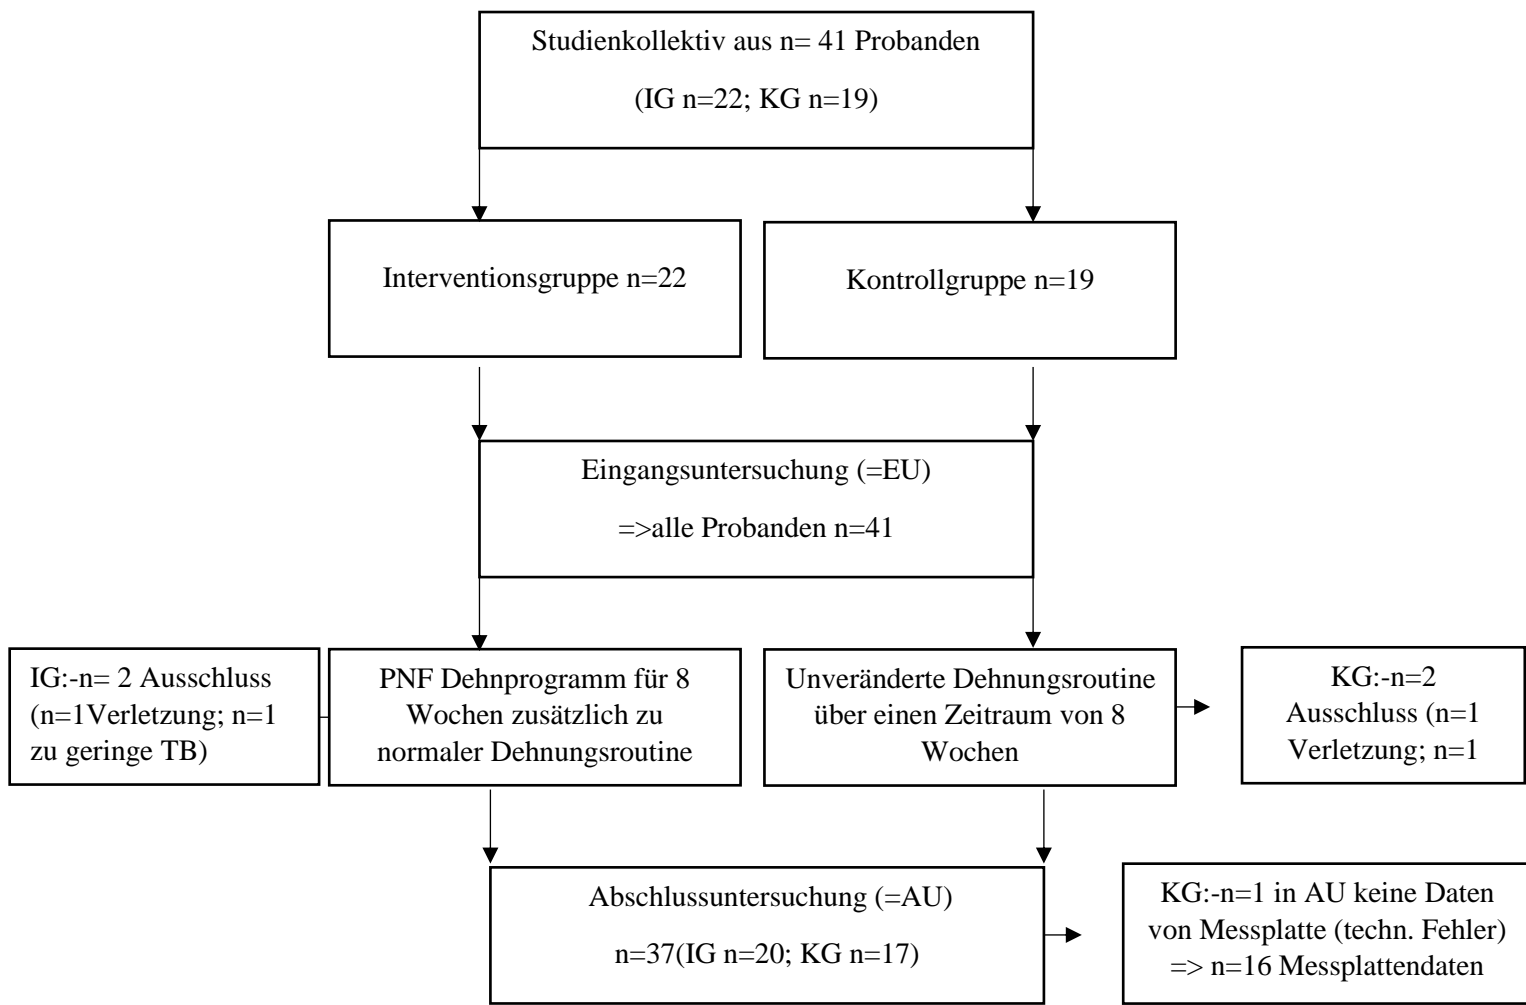 Studienkollektiv aus n= 41 Probanden
(IG n=22; KG n=19)
Interventionsgruppe n=22
Kontrollgruppe n=19
Eingangsuntersuchung (=EU)
=>alle Probanden n=41
IG:-n= 2 Ausschluss
(n=1Verletzung; n=1
zu geringe TB)
PNF Dehnprogramm für 8
Wochen zusätzlich zu
normaler Dehnungsroutine
Unveränderte Dehnungsroutine
über einen Zeitraum von 8
Wochen
KG:-n=2
Ausschluss (n=1
Verletzung; n=1
Abschlussuntersuchung (=AU)
n=37(IG n=20; KG n=17)
KG:-n=1 in AU keine Daten
von Messplatte (techn. Fehler)
=> n=16 Messplattendaten